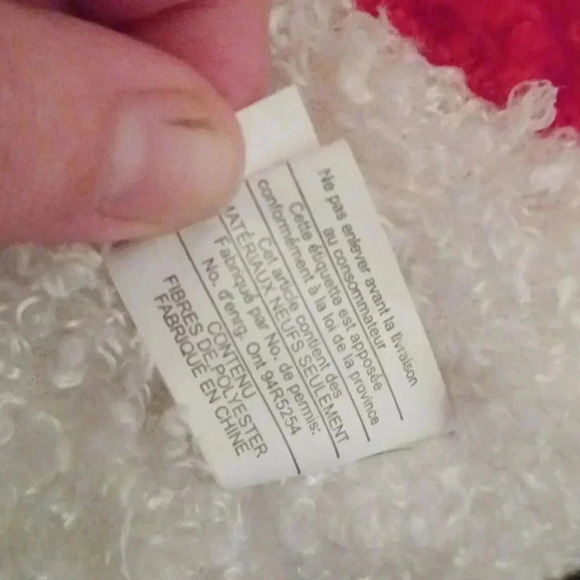 Ne pas enlever avant la livraison
au consommateur
Cette étiquette est apposée
conformément à la loi de la province
Cet article contient des
MATÉRIAUX NEUFS SEULEMENT
Fabriqué par No. de permis:
No. d'enrg. Ont 94R5254
CONTENU
FIBRES DE POLYESTER
FABRIQUÉ EN CHINE